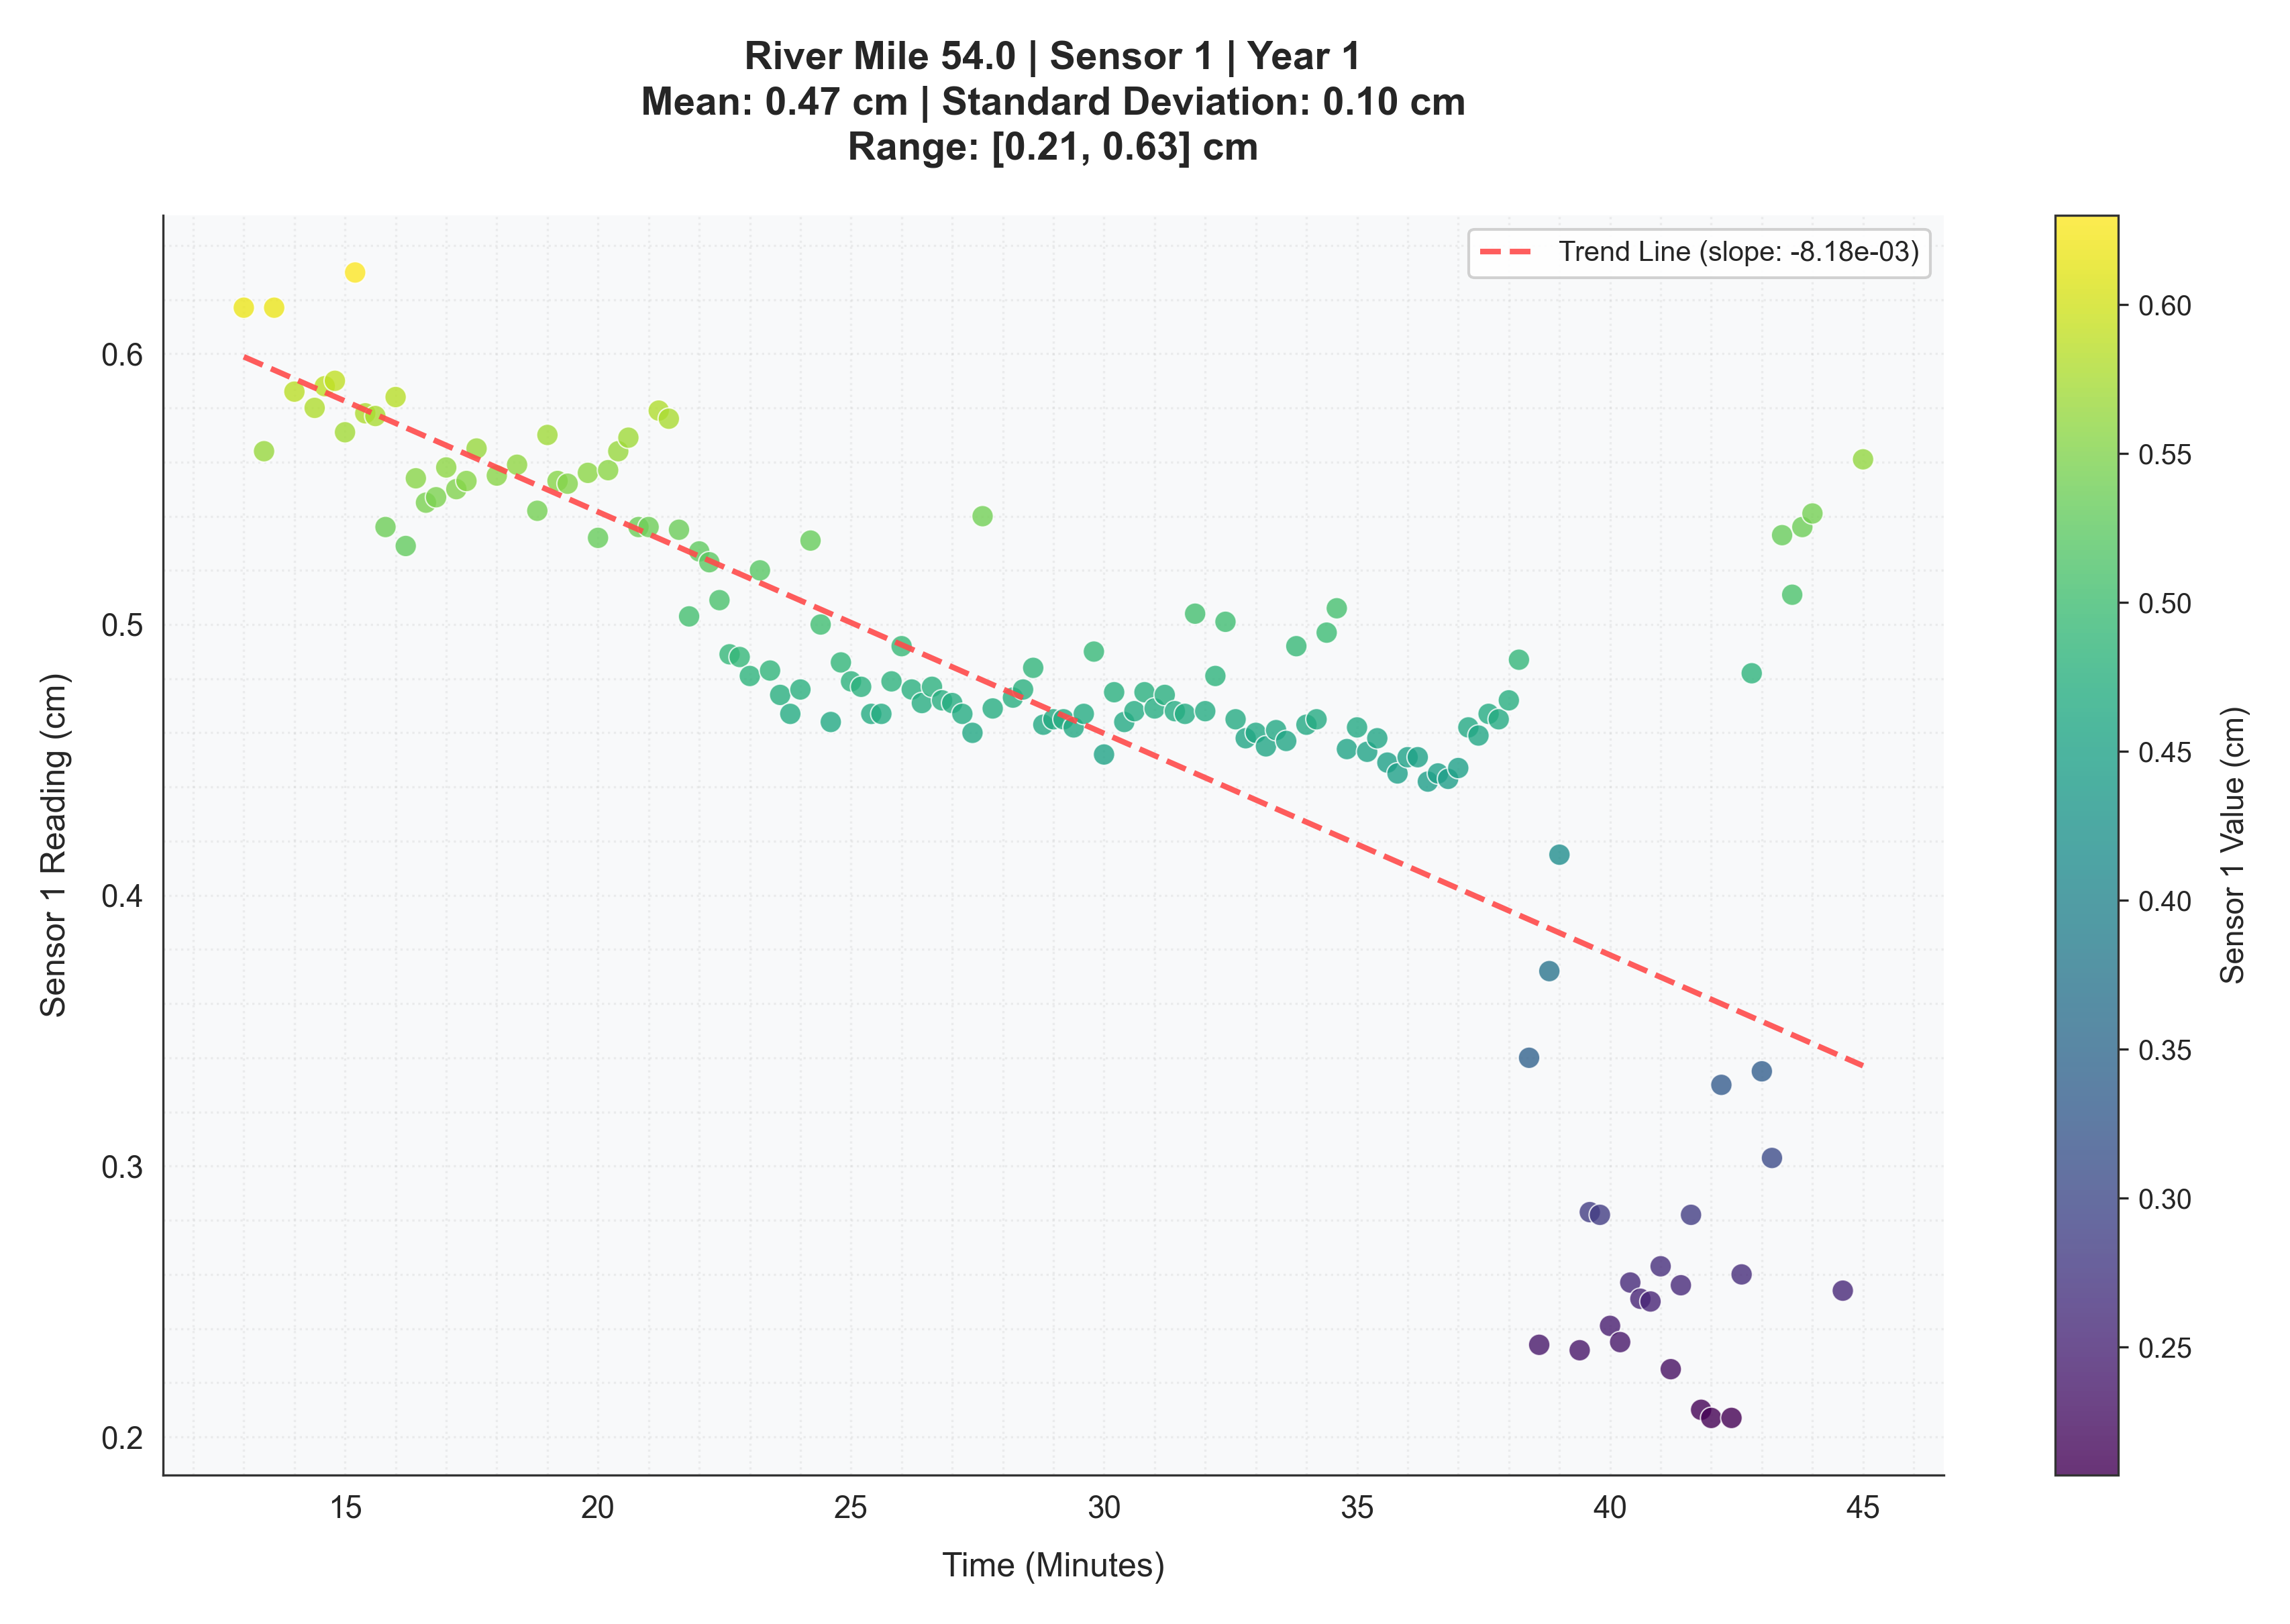 River Mile 54.0 | Sensor 1 | Year 1
Mean: 0.47 cm | Standard Deviation: 0.10 cm
Range: [0.21, 0.63] cm
Trend Line (slope: -8.18e-03)
Sensor 1 Reading (cm)
0.6
0.5
0.4
0.3
0.2
15
20
25
30
35
40
45
Time (Minutes)
0.60
0.55
0.50
0.45
0.40
0.35
0.30
0.25
Sensor 1 Value (cm)